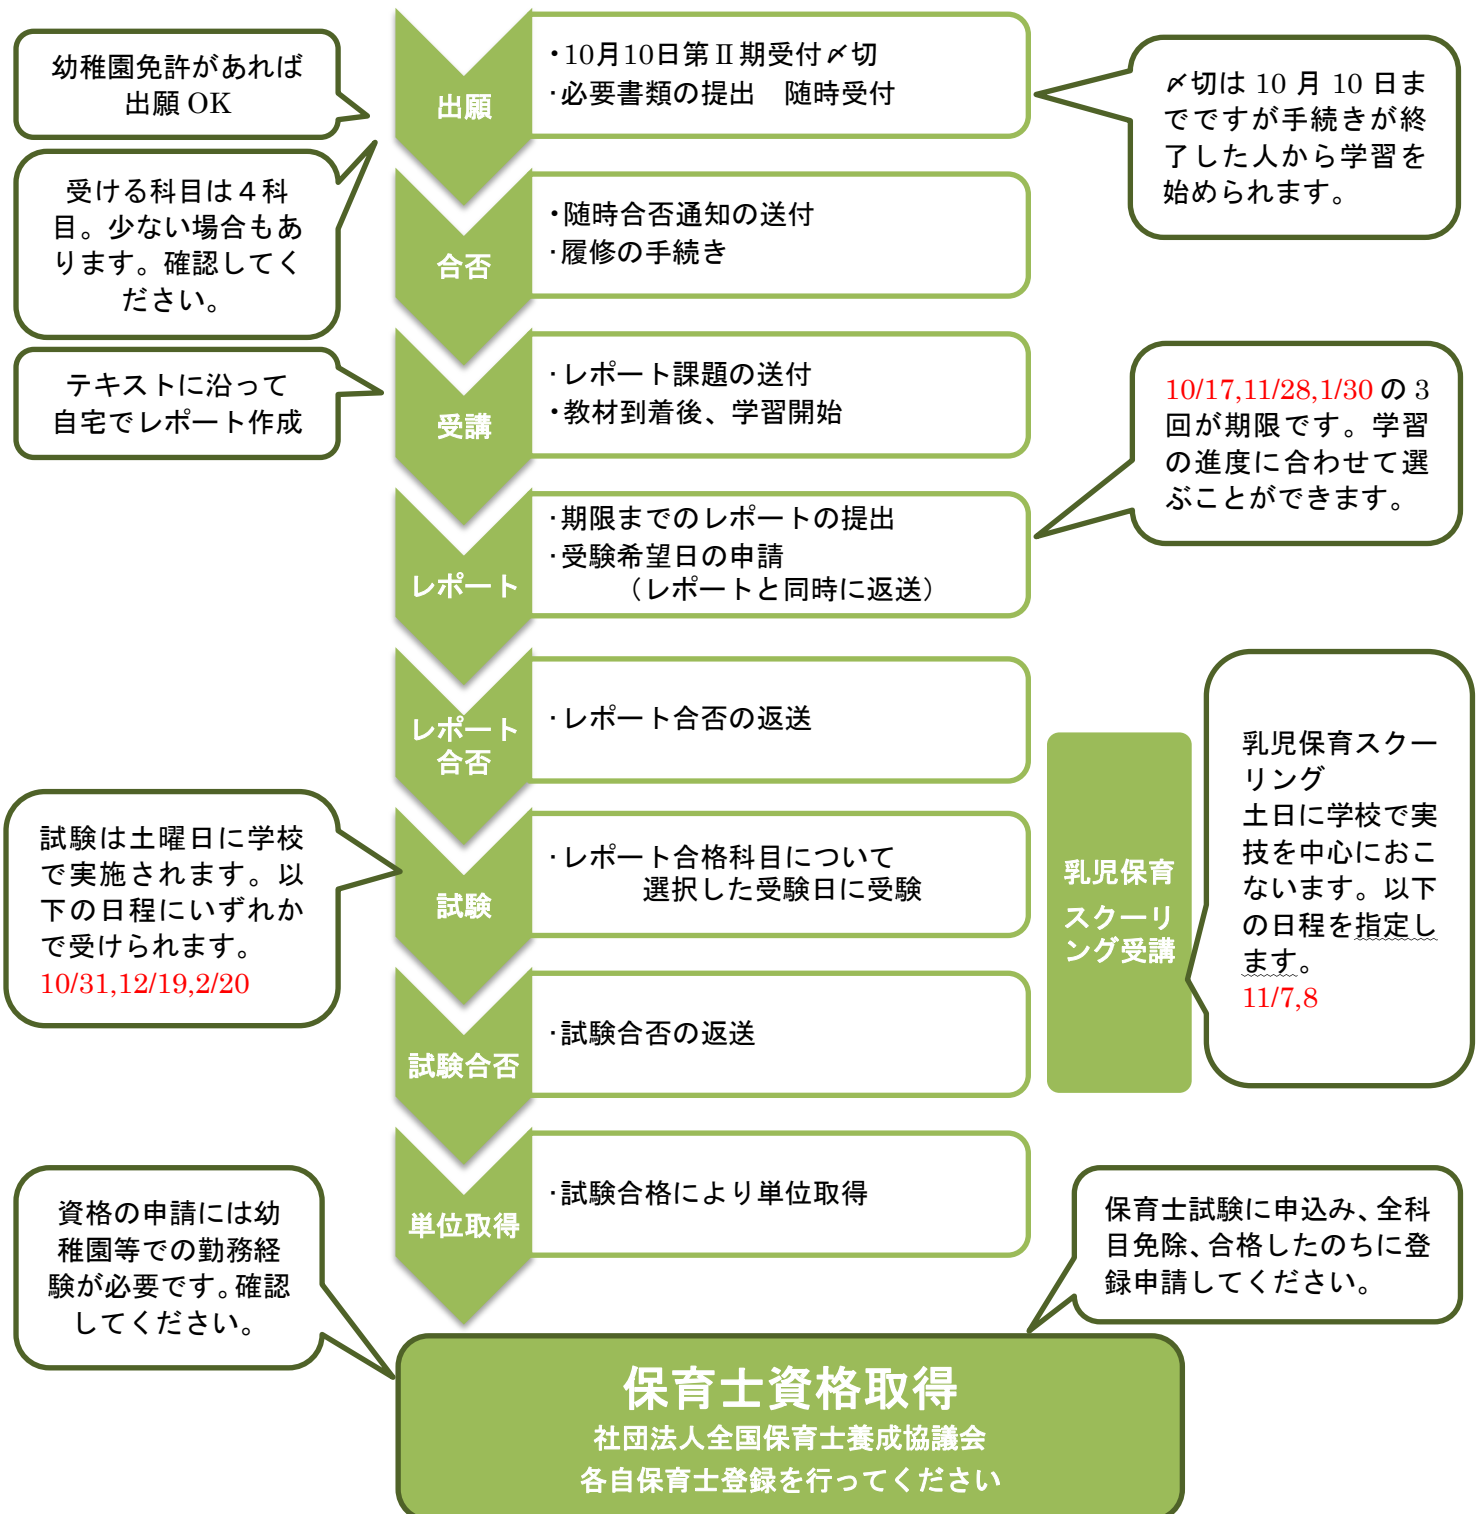 幼稚園免許があれば
出願 OK
出願
・10月10日第Ⅱ期受付〆切
・必要書類の提出　随時受付
〆切は 10 月 10 日ま
でですが手続きが終
了した人から学習を
始められます。
受ける科目は４科
目。少ない場合もあ
ります。確認してく
ださい。
合否
・随時合否通知の送付
・履修の手続き
テキストに沿って
自宅でレポート作成
受講
・レポート課題の送付
・教材到着後、学習開始
10/17,11/28,1/30 の 3
回が期限です。学習
の進度に合わせて選
ぶことができます。
レポート
・期限までのレポートの提出
・受験希望日の申請
（レポートと同時に返送）
レポート
合否
・レポート合否の返送
試験は土曜日に学校
で実施されます。以
下の日程にいずれか
で受けられます。
10/31,12/19,2/20
試験
・レポート合格科目について
選択した受験日に受験
乳児保育
スクーリ
ング受講
乳児保育スクー
リング
土日に学校で実
技を中心におこ
ないます。以下
の日程を指定し
ます。
11/7,8
試験合否
・試験合否の返送
単位取得
・試験合格により単位取得
資格の申請には幼
稚園等での勤務経
験が必要です。確認
してください。
保育士試験に申込み、全科
目免除、合格したのちに登
録申請してください。
保育士資格取得
社団法人全国保育士養成協議会
各自保育士登録を行ってください